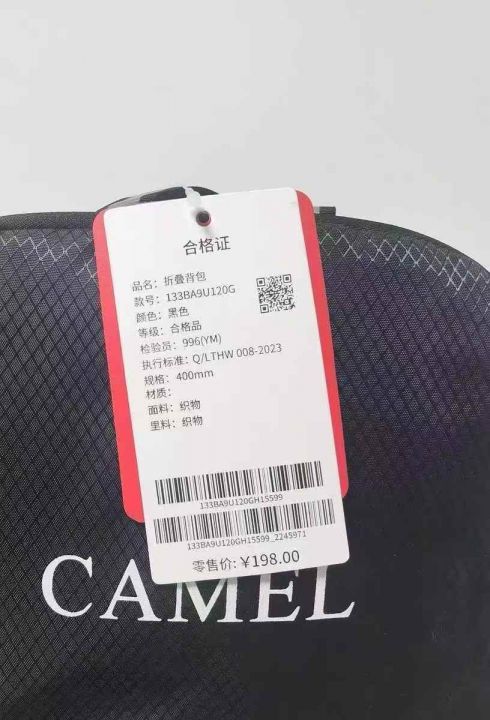 合格证
品名: 折叠背包
款号: 133BA9U120G
颜色: 黑色
等级: 合格品
检验员: 996(YM)
执行标准: Q/LTHW 008-2023
规格: 400mm
材质:
面料: 织物
里料: 织物
133BA9U120GH15599
133BA9U120GH15599_2245971
零售价: ¥198.00
CAMEL